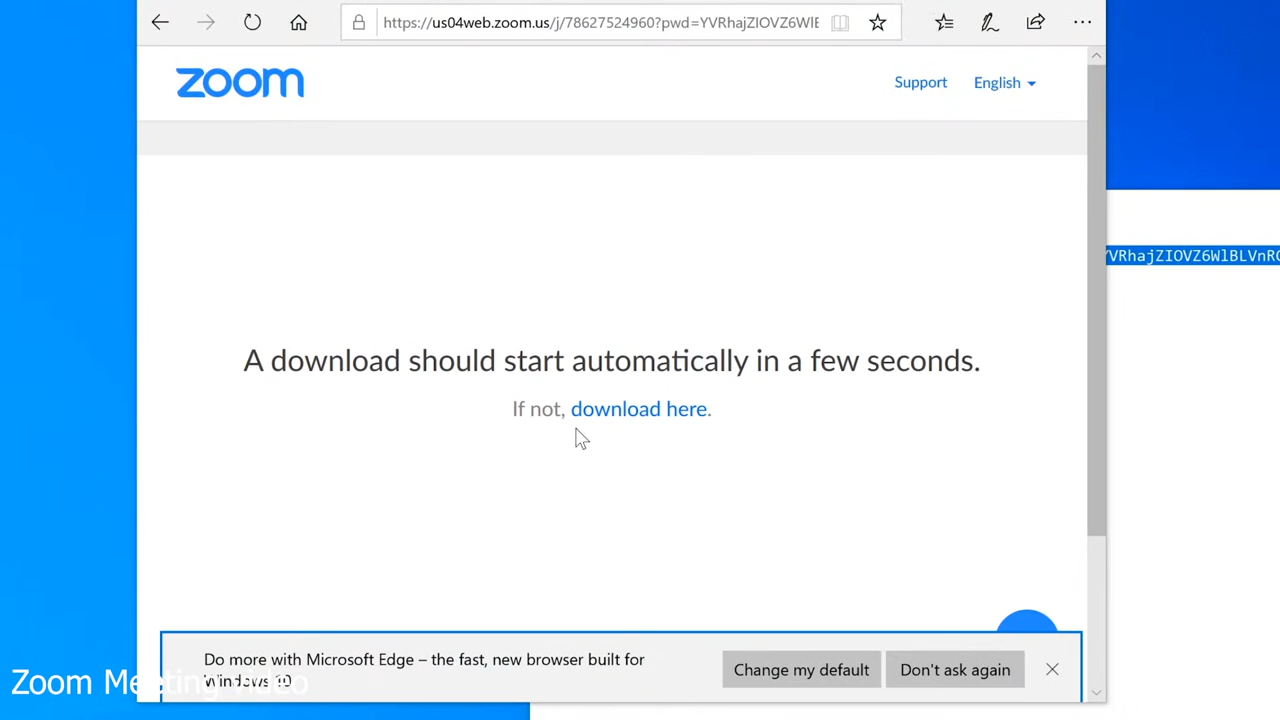 https://us04web.zoom.us/j/78627524960?pwd=YVRhajZIOVZ6WlE
zoom
Support
English
YVRhajZIOVZ6WlBLVnRC
A download should start automatically in a few seconds.
If not, download here.
Do more with Microsoft Edge – the fast, new browser built for
Windows 10
Change my default
Don't ask again
Zoom Meeting Video